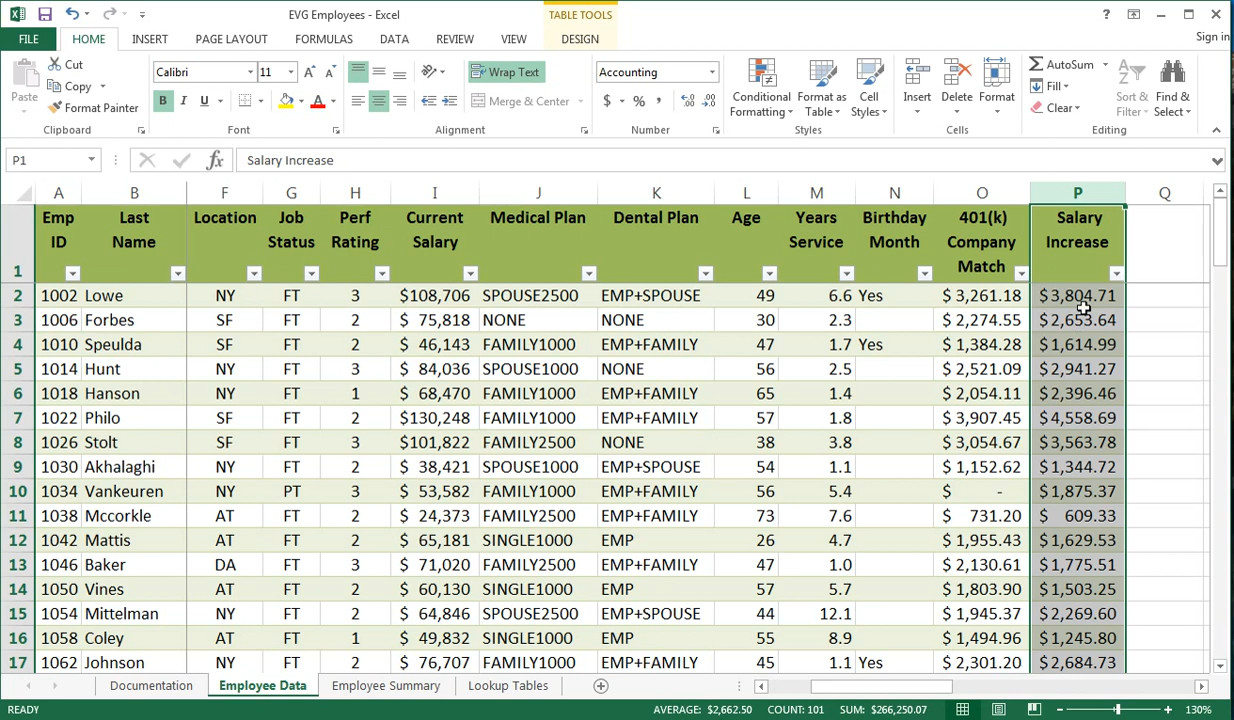 EVG Employees - Excel
TABLE TOOLS
? 
Sign in
FILE HOME INSERT PAGE LAYOUT FORMULAS DATA REVIEW VIEW DESIGN
Paste
Cut
Copy
Format Painter
Clipboard
Calibri 11
B I U
Font
Wrap Text
Merge & Center
Alignment
Accounting
$ % ,
Number
Conditional Formatting
Format as Table
Cell Styles
Styles
Insert
Delete
Format
Cells
AutoSum
Fill
Clear
Sort & Filter
Find & Select
Editing
P1 fx Salary Increase
A B F G H I J K L M N O P Q
1 Emp ID Last Name Location Job Status Perf Rating Current Salary Medical Plan Dental Plan Age Years Service Birthday Month 401(k) Company Match Salary Increase
2 1002 Lowe NY FT 3 $108,706 SPOUSE2500 EMP+SPOUSE 49 6.6 Yes $ 3,261.18 $3,804.71
3 1006 Forbes SF FT 2 $ 75,818 NONE NONE 30 2.3 $ 2,274.55 $2,653.64
4 1010 Speulda SF FT 2 $ 46,143 FAMILY1000 EMP+FAMILY 47 1.7 Yes $ 1,384.28 $1,614.99
5 1014 Hunt NY FT 3 $ 84,036 SPOUSE1000 NONE 56 2.5 $ 2,521.09 $2,941.27
6 1018 Hanson NY FT 1 $ 68,470 FAMILY1000 EMP+FAMILY 65 1.4 $ 2,054.11 $2,396.46
7 1022 Philo SF FT 2 $130,248 FAMILY1000 EMP+FAMILY 57 1.8 $ 3,907.45 $4,558.69
8 1026 Stolt SF FT 3 $101,822 FAMILY2500 NONE 38 3.8 $ 3,054.67 $3,563.78
9 1030 Akhalaghi NY FT 2 $ 38,421 SPOUSE1000 EMP+SPOUSE 54 1.1 $ 1,152.62 $1,344.72
10 1034 Vankeuren NY PT 3 $ 53,582 FAMILY1000 EMP+FAMILY 56 5.4 $ - $1,875.37
11 1038 Mccorkle AT FT 2 $ 24,373 FAMILY2500 EMP+FAMILY 73 7.6 $ 731.20 $ 609.33
12 1042 Mattis AT FT 2 $ 65,181 SINGLE1000 EMP 26 4.7 $ 1,955.43 $1,629.53
13 1046 Baker DA FT 3 $ 71,020 FAMILY2500 EMP+FAMILY 47 1.0 $ 2,130.61 $1,775.51
14 1050 Vines AT FT 2 $ 60,130 SINGLE1000 EMP+FAMILY 57 5.7 $ 1,803.90 $1,503.25
15 1054 Mittelman NY FT 2 $ 64,846 SPOUSE2500 EMP+SPOUSE 44 12.1 $ 1,945.37 $2,269.60
16 1058 Coley AT FT 1 $ 49,832 SINGLE1000 EMP 55 8.9 $ 1,494.96 $1,245.80
17 1062 Johnson NY FT 2 $ 76,707 FAMILY1000 EMP+FAMILY 45 1.1 Yes $ 2,301.20 $2,684.73
Documentation Employee Data Employee Summary Lookup Tables
READY AVERAGE: $2,662.50 COUNT: 101 SUM: $266,250.07 130%